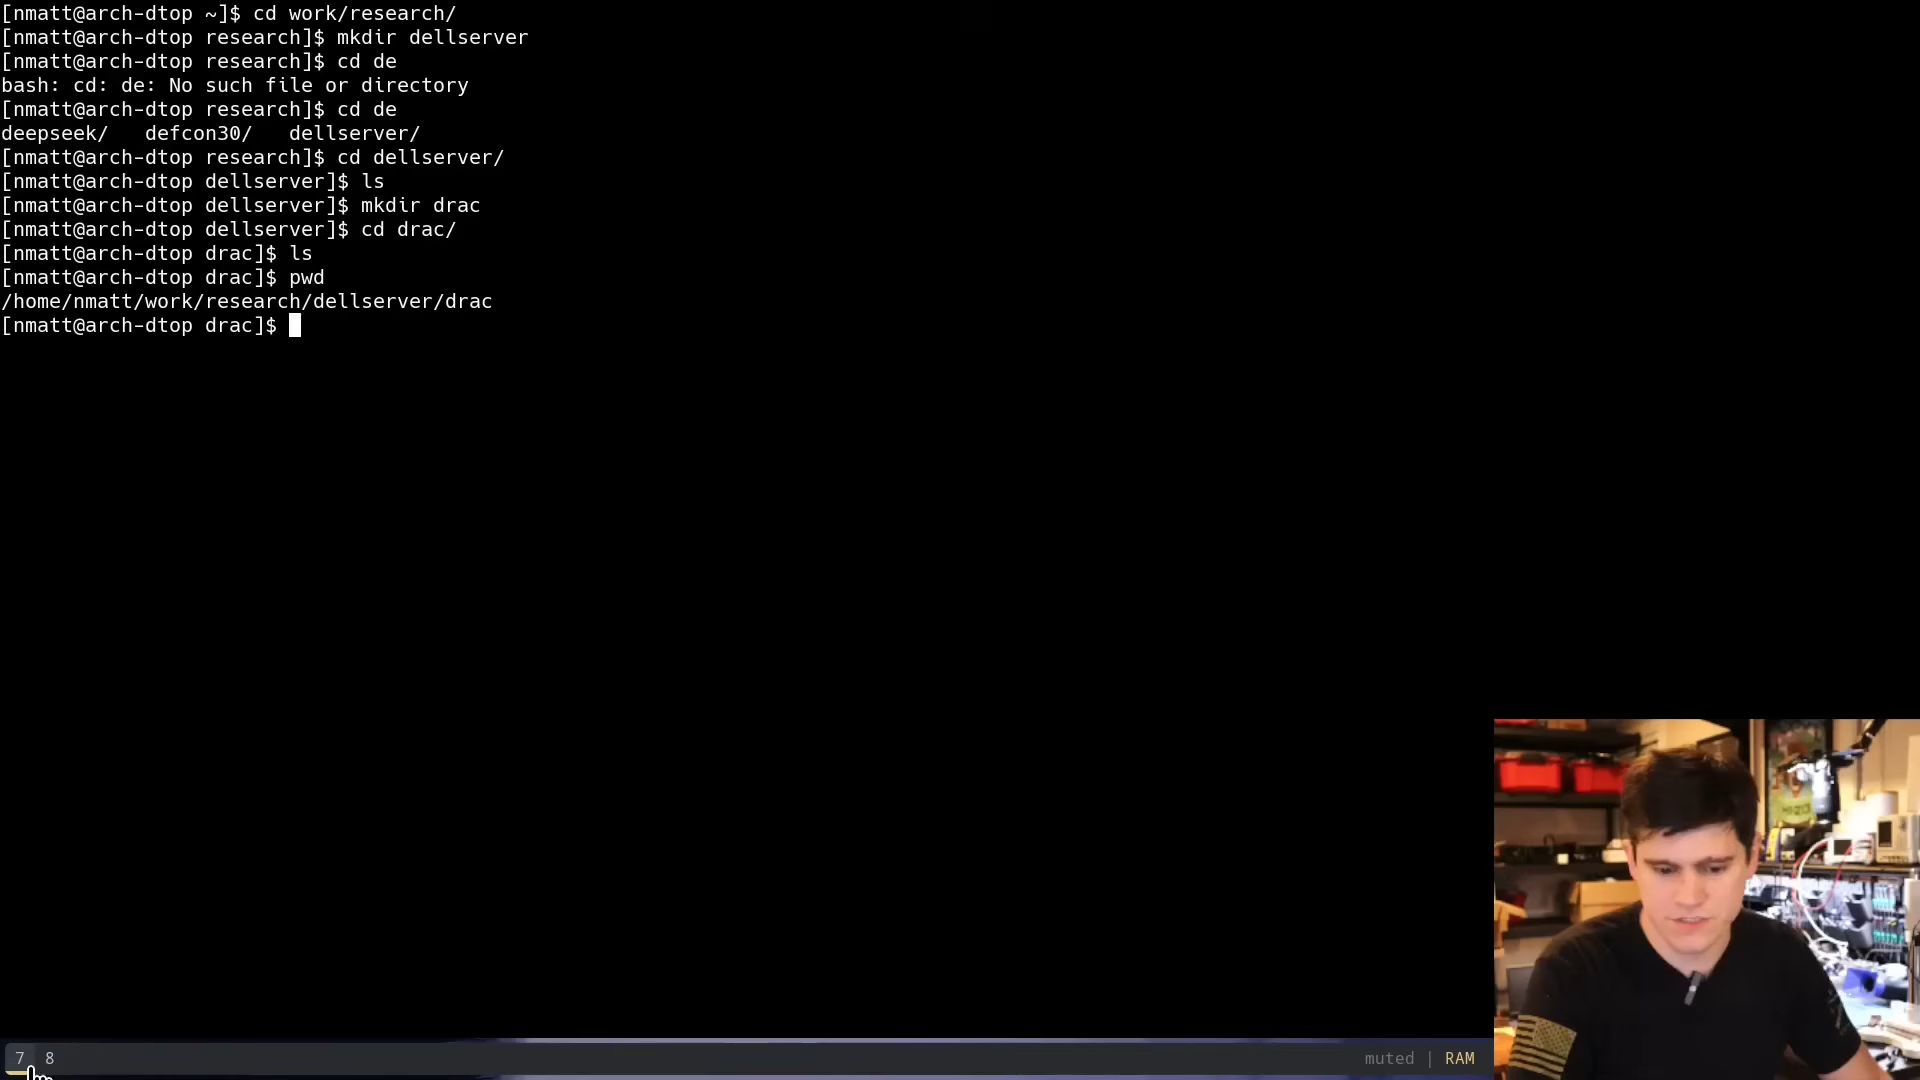 [nmatt@arch-dtop ~]$ cd work/research/
[nmatt@arch-dtop research]$ mkdir dellserver
[nmatt@arch-dtop research]$ cd de
bash: cd: de: No such file or directory
[nmatt@arch-dtop research]$ cd de
deepseek/   defcon30/   dellserver/
[nmatt@arch-dtop research]$ cd dellserver/
[nmatt@arch-dtop dellserver]$ ls
[nmatt@arch-dtop dellserver]$ mkdir drac
[nmatt@arch-dtop dellserver]$ cd drac/
[nmatt@arch-dtop drac]$ ls
[nmatt@arch-dtop drac]$ pwd
/home/nmatt/work/research/dellserver/drac
[nmatt@arch-dtop drac]$
7 8 muted | RAM